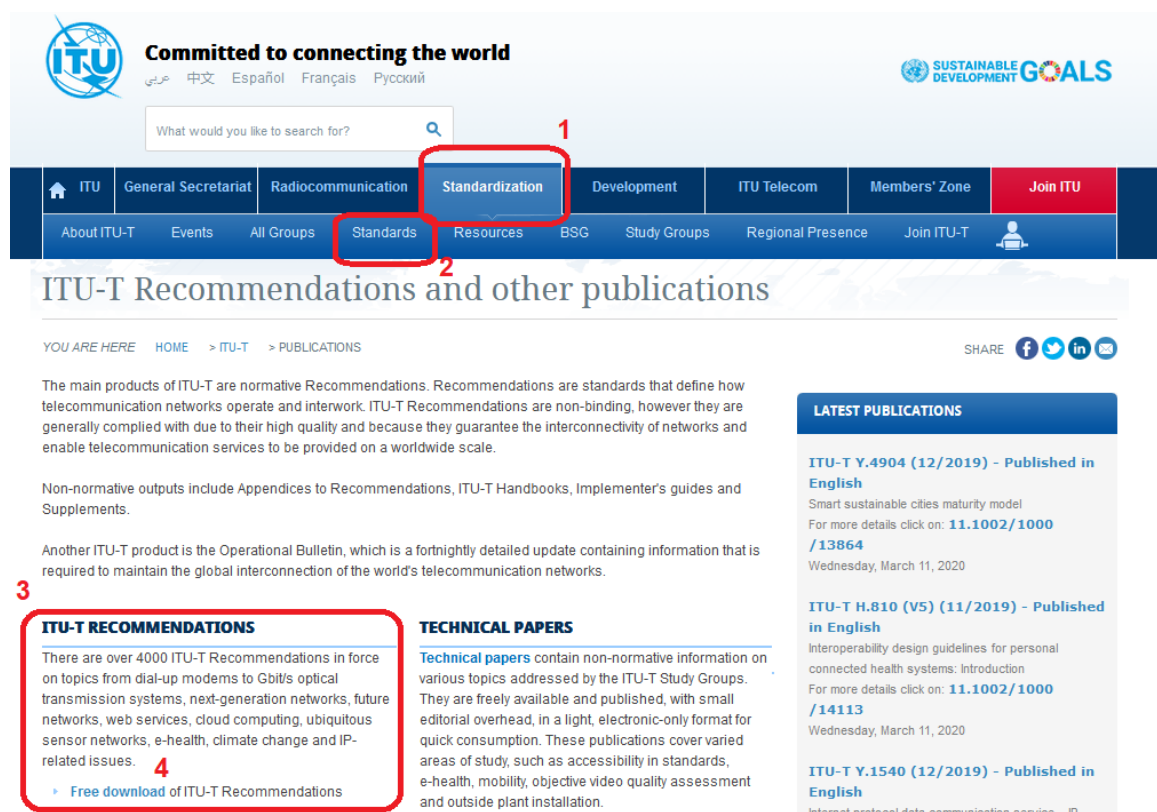 ITU
Committed to connecting the world
عربي 中文 Español Français Русский
SUSTAINABLE
DEVELOPMENT GOALS
What would you like to search for?
1
ITU General Secretariat Radiocommunication Standardization Development ITU Telecom Members' Zone Join ITU
About ITU-T Events All Groups Standards Resources BSG Study Groups Regional Presence Join ITU-T
2
ITU-T Recommendations and other publications
YOU ARE HERE HOME > ITU-T > PUBLICATIONS
SHARE
The main products of ITU-T are normative Recommendations. Recommendations are standards that define how
telecommunication networks operate and interwork. ITU-T Recommendations are non-binding, however they are
generally complied with due to their high quality and because they guarantee the interconnectivity of networks and
enable telecommunication services to be provided on a worldwide scale.
Non-normative outputs include Appendices to Recommendations, ITU-T Handbooks, Implementer's guides and
Supplements.
Another ITU-T product is the Operational Bulletin, which is a fortnightly detailed update containing information that is
required to maintain the global interconnection of the world's telecommunication networks.
3
ITU-T RECOMMENDATIONS
There are over 4000 ITU-T Recommendations in force
on topics from dial-up modems to Gbit/s optical
transmission systems, next-generation networks, future
networks, web services, cloud computing, ubiquitous
sensor networks, e-health, climate change and IP-
related issues.
4
Free download of ITU-T Recommendations
TECHNICAL PAPERS
Technical papers contain non-normative information on
various topics addressed by the ITU-T Study Groups.
They are freely available and published, with small
editorial overhead, in a light, electronic-only format for
quick consumption. These publications cover varied
areas of study, such as accessibility in standards,
e-health, mobility, objective video quality assessment
and outside plant installation.
LATEST PUBLICATIONS
ITU-T Y.4904 (12/2019) - Published in
English
Smart sustainable cities maturity model
For more details click on: 11.1002/1000
/13864
Wednesday, March 11, 2020
ITU-T H.810 (V5) (11/2019) - Published
in English
Interoperability design guidelines for personal
connected health systems: Introduction
For more details click on: 11.1002/1000
/14113
Wednesday, March 11, 2020
ITU-T Y.1540 (12/2019) - Published in
English
Internet protocol data communication service – IP